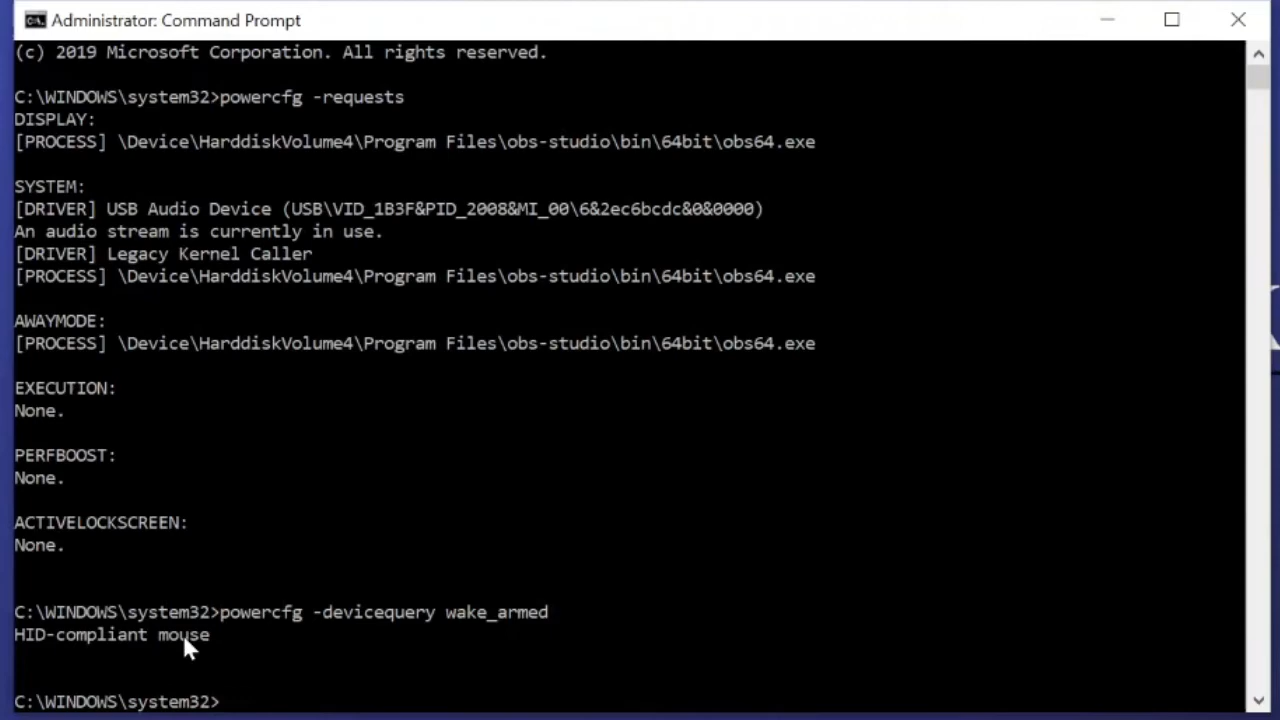 Administrator: Command Prompt
(c) 2019 Microsoft Corporation. All rights reserved.
C:\WINDOWS\system32>powercfg -requests
DISPLAY:
[PROCESS] \Device\HarddiskVolume4\Program Files\obs-studio\bin\64bit\obs64.exe
SYSTEM:
[DRIVER] USB Audio Device (USB\VID_1B3F&PID_2008&MI_00\6&2ec6bcdc&0&0000)
An audio stream is currently in use.
[DRIVER] Legacy Kernel Caller
[PROCESS] \Device\HarddiskVolume4\Program Files\obs-studio\bin\64bit\obs64.exe
AWAYMODE:
[PROCESS] \Device\HarddiskVolume4\Program Files\obs-studio\bin\64bit\obs64.exe
EXECUTION:
None.
PERFBOOST:
None.
ACTIVELOCKSCREEN:
None.
C:\WINDOWS\system32>powercfg -devicequery wake_armed
HID-compliant mouse
C:\WINDOWS\system32>